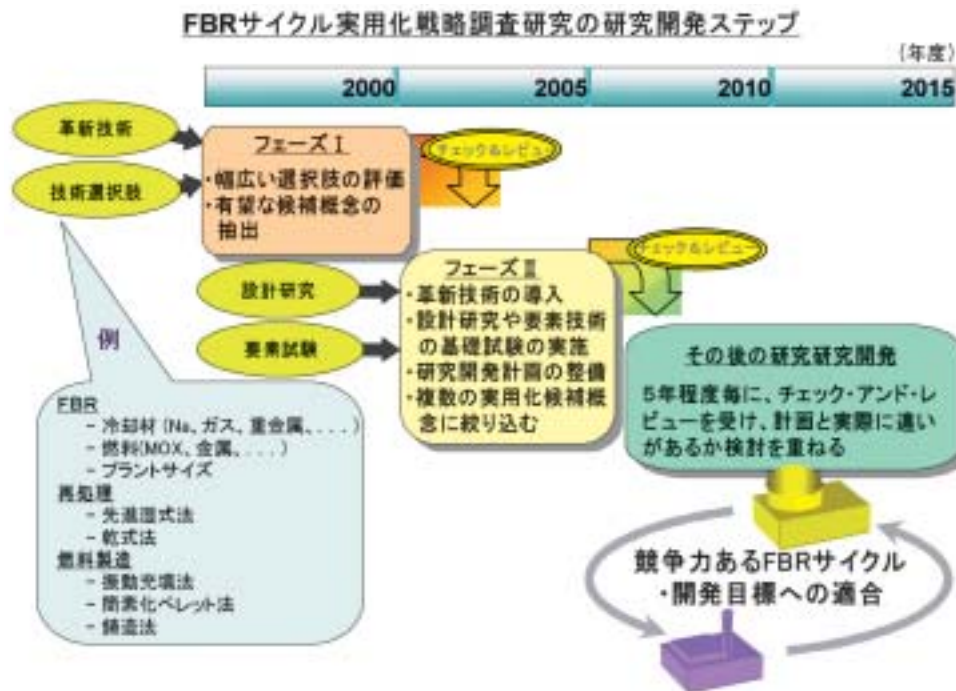 FBRサイクル実用化戦略調査研究の研究開発ステップ
(年度)
2000
2005
2010
2015
革新技術
技術選択肢
フェーズⅠ
・幅広い選択肢の評価
・有望な候補概念の
抽出
チェック&レビュー
設計研究
要素試験
フェーズⅡ
・革新技術の導入
・設計研究や要素技術
の基礎試験の実施
・研究開発計画の整備
・複数の実用化候補概
念に絞り込む
チェック&レビュー
その後の研究研究開発
5年程度毎に、チェック・アンド・レ
ビューを受け、計画と実際に違い
があるか検討を重ねる
例
FBR
- 冷却材(Na、ガス、重金属、...)
- 燃料(MOX、金属、...)
- プラントサイズ
再処理
- 先進湿式法
- 乾式法
燃料製造
- 振動充填法
- 簡素化ペレット法
- 鋳造法
競争力あるFBRサイクル
・開発目標への適合